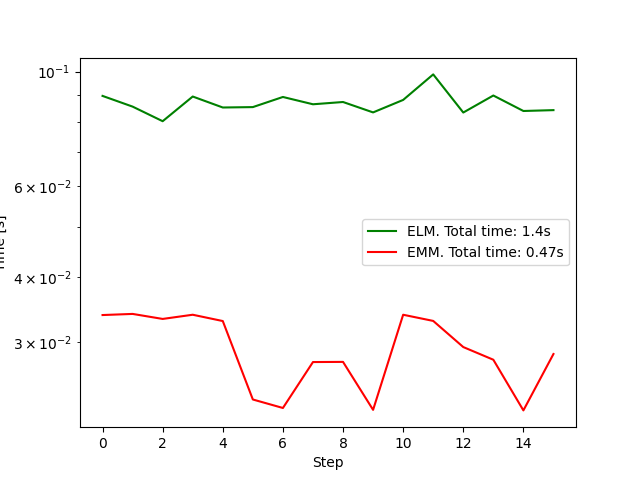 10⁻¹
6 × 10⁻²
4 × 10⁻²
3 × 10⁻²
Time [s]
ELM. Total time: 1.4s
EMM. Total time: 0.47s
0 2 4 6 8 10 12 14
Step